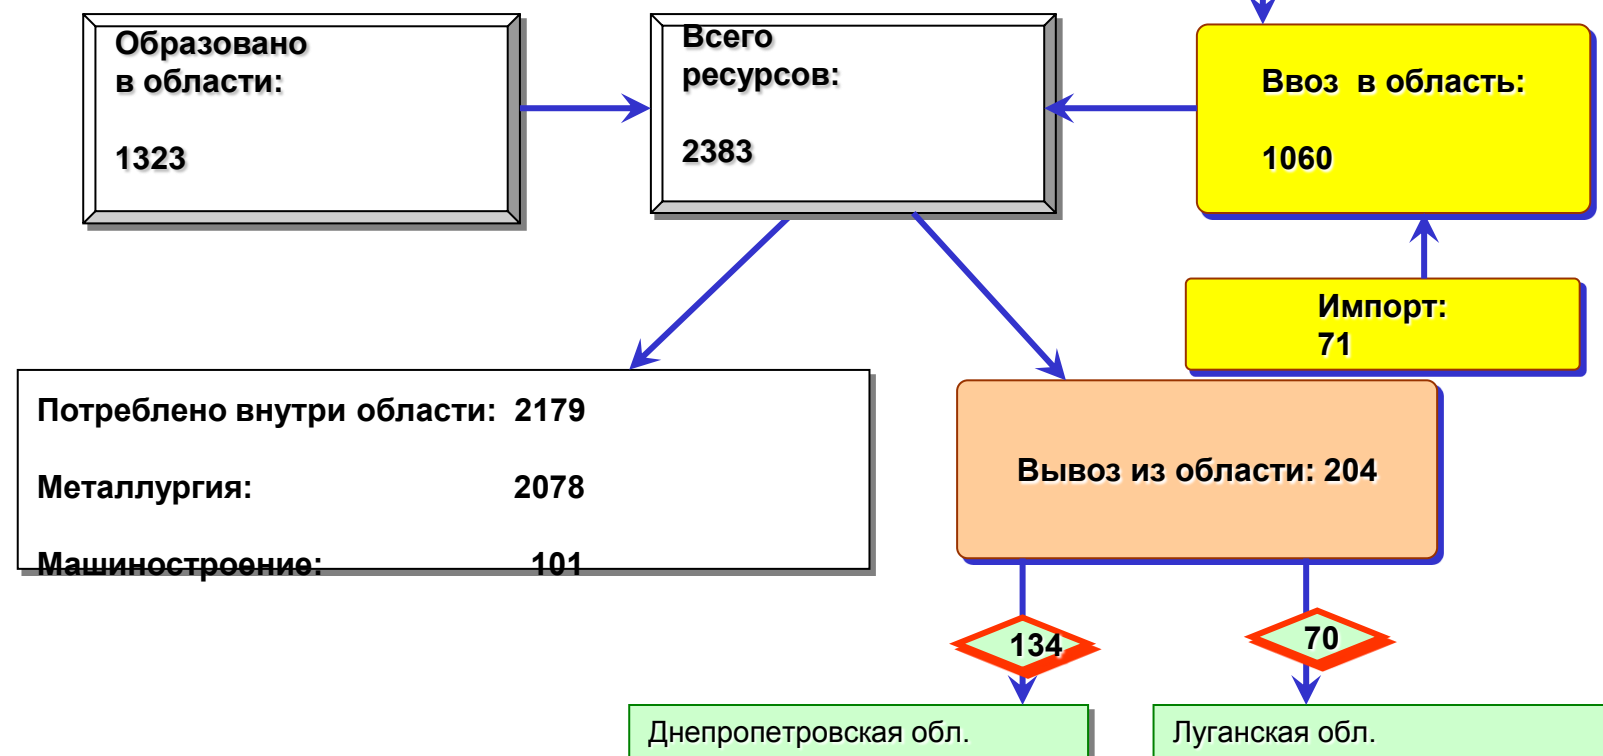 Образовано
в области:
1323
Всего
ресурсов:
2383
Ввоз в область:
1060
Импорт:
71
Потреблено внутри области: 2179
Металлургия: 2078
Машиностроение: 101
Вывоз из области: 204
134
70
Днепропетровская обл.
Луганская обл.